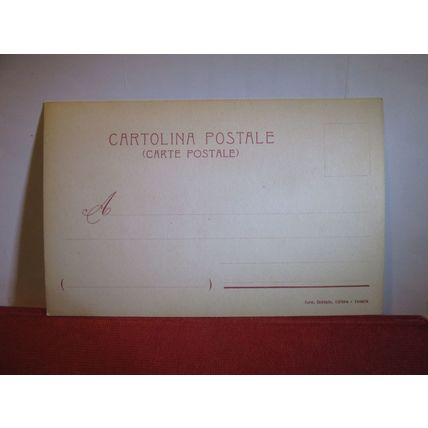 CARTOLINA POSTALE
(CARTE POSTALE)
A
( )